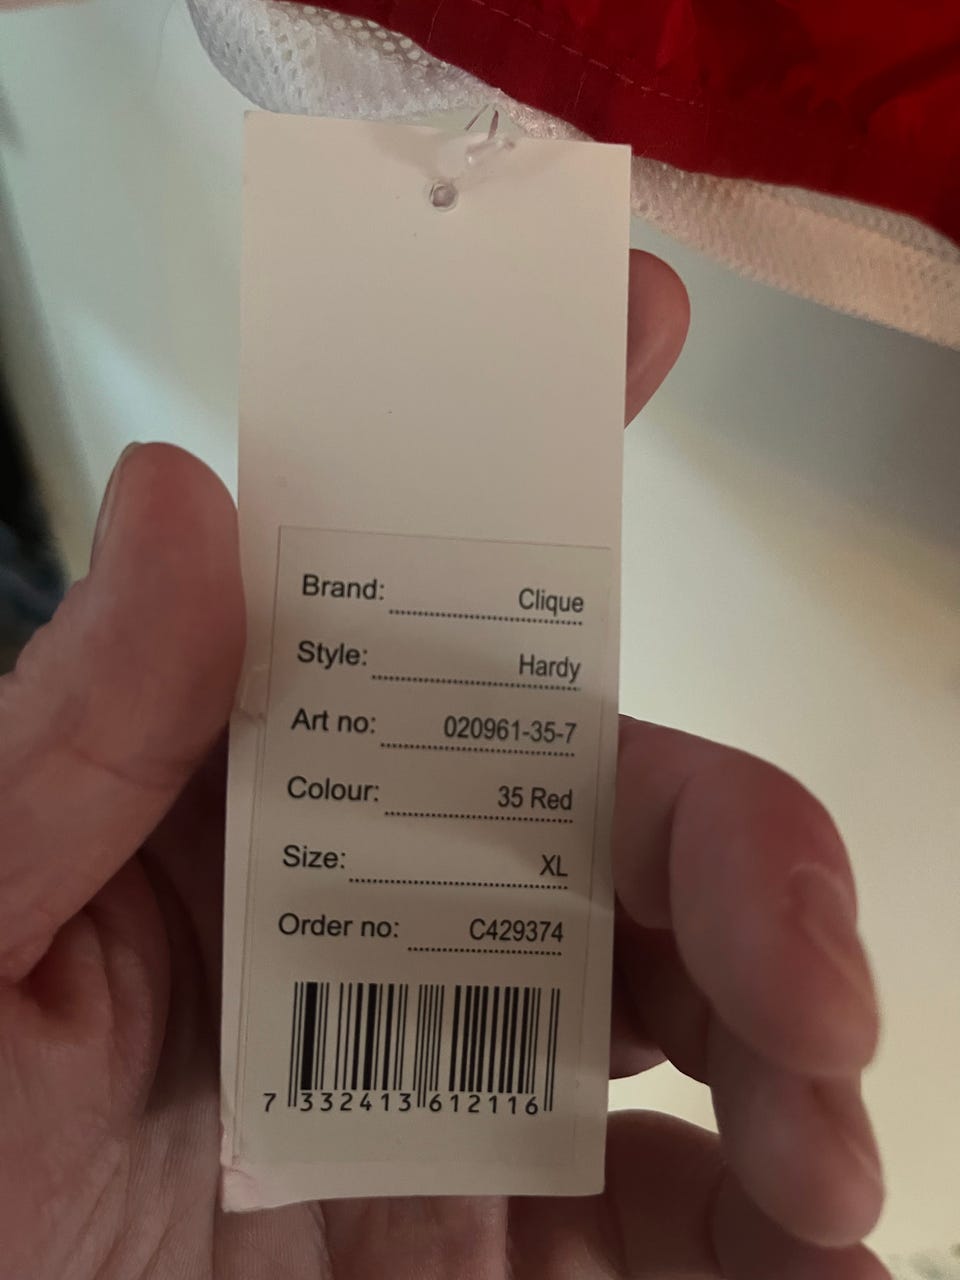 Brand: Clique
Style: Hardy
Art no: 020961-35-7
Colour: 35 Red
Size: XL
Order no: C429374
7 332413 612116